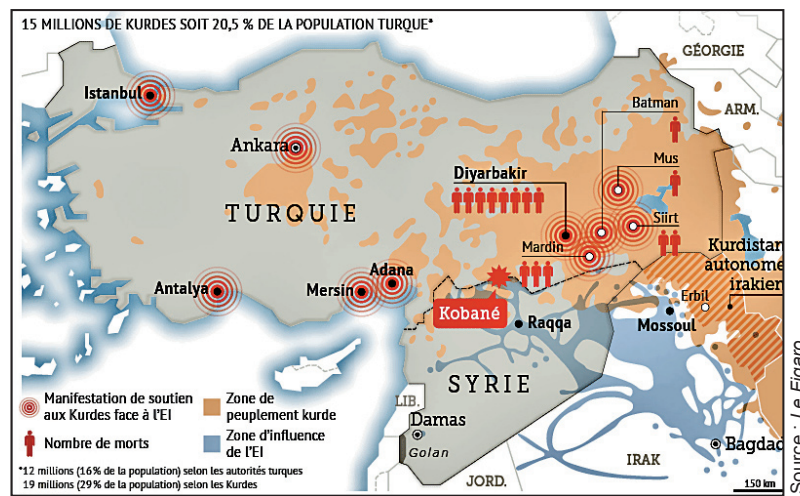 15 MILLIONS DE KURDES SOIT 20,5 % DE LA POPULATION TURQUE*
GÉORGIE
Istanbul
Batman
ARM.
Ankara
Mus
Diyarbakir
TURQUIE
Siirt
Mardin
Kurdistan
autonome
irakien
Antalya
Mersin
Adana
Erbil
Kobané
Raqqa
Mossoul
SYRIE
Manifestation de soutien
aux Kurdes face à l'EI
Zone de
peuplement kurde
LIB.
Damas
Nombre de morts
Zone d'influence
de l'EI
Golan
Bagdad
IRAK
JORD.
*12 millions (16% de la population) selon les autorités turques
19 millions (29% de la population) selon les Kurdes
150 km
Source : Le Figaro